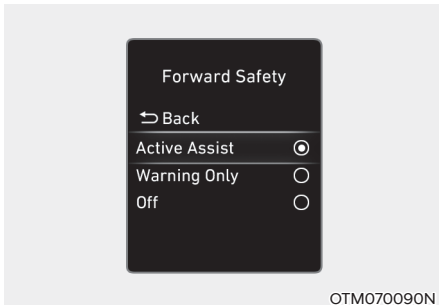 Forward Safety
Back
Active Assist
Warning Only
Off
OTM070090N